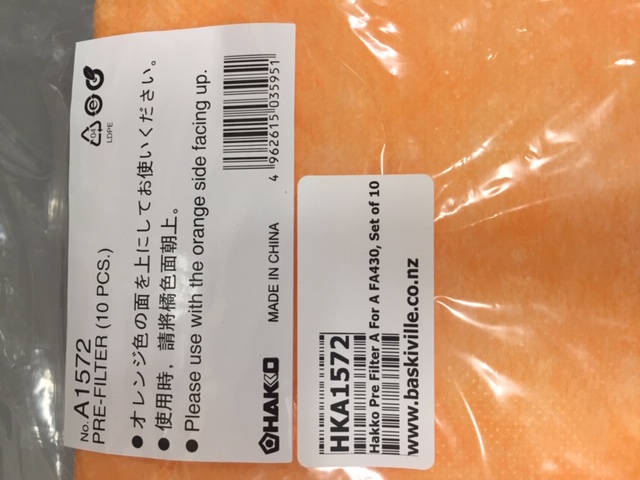 No. A1572
PRE-FILTER (10 PCS.)
04
LDPE
● オレンジ色の面を上にしてお使いください。
● 使用時，請將橘色面朝上。
● Please use with the orange side facing up.
HAKKO
MADE IN CHINA
4 962615 035951
HKA1572
Hakko Pre Filter A For A FA430, Set of 10
www.baskiville.co.nz